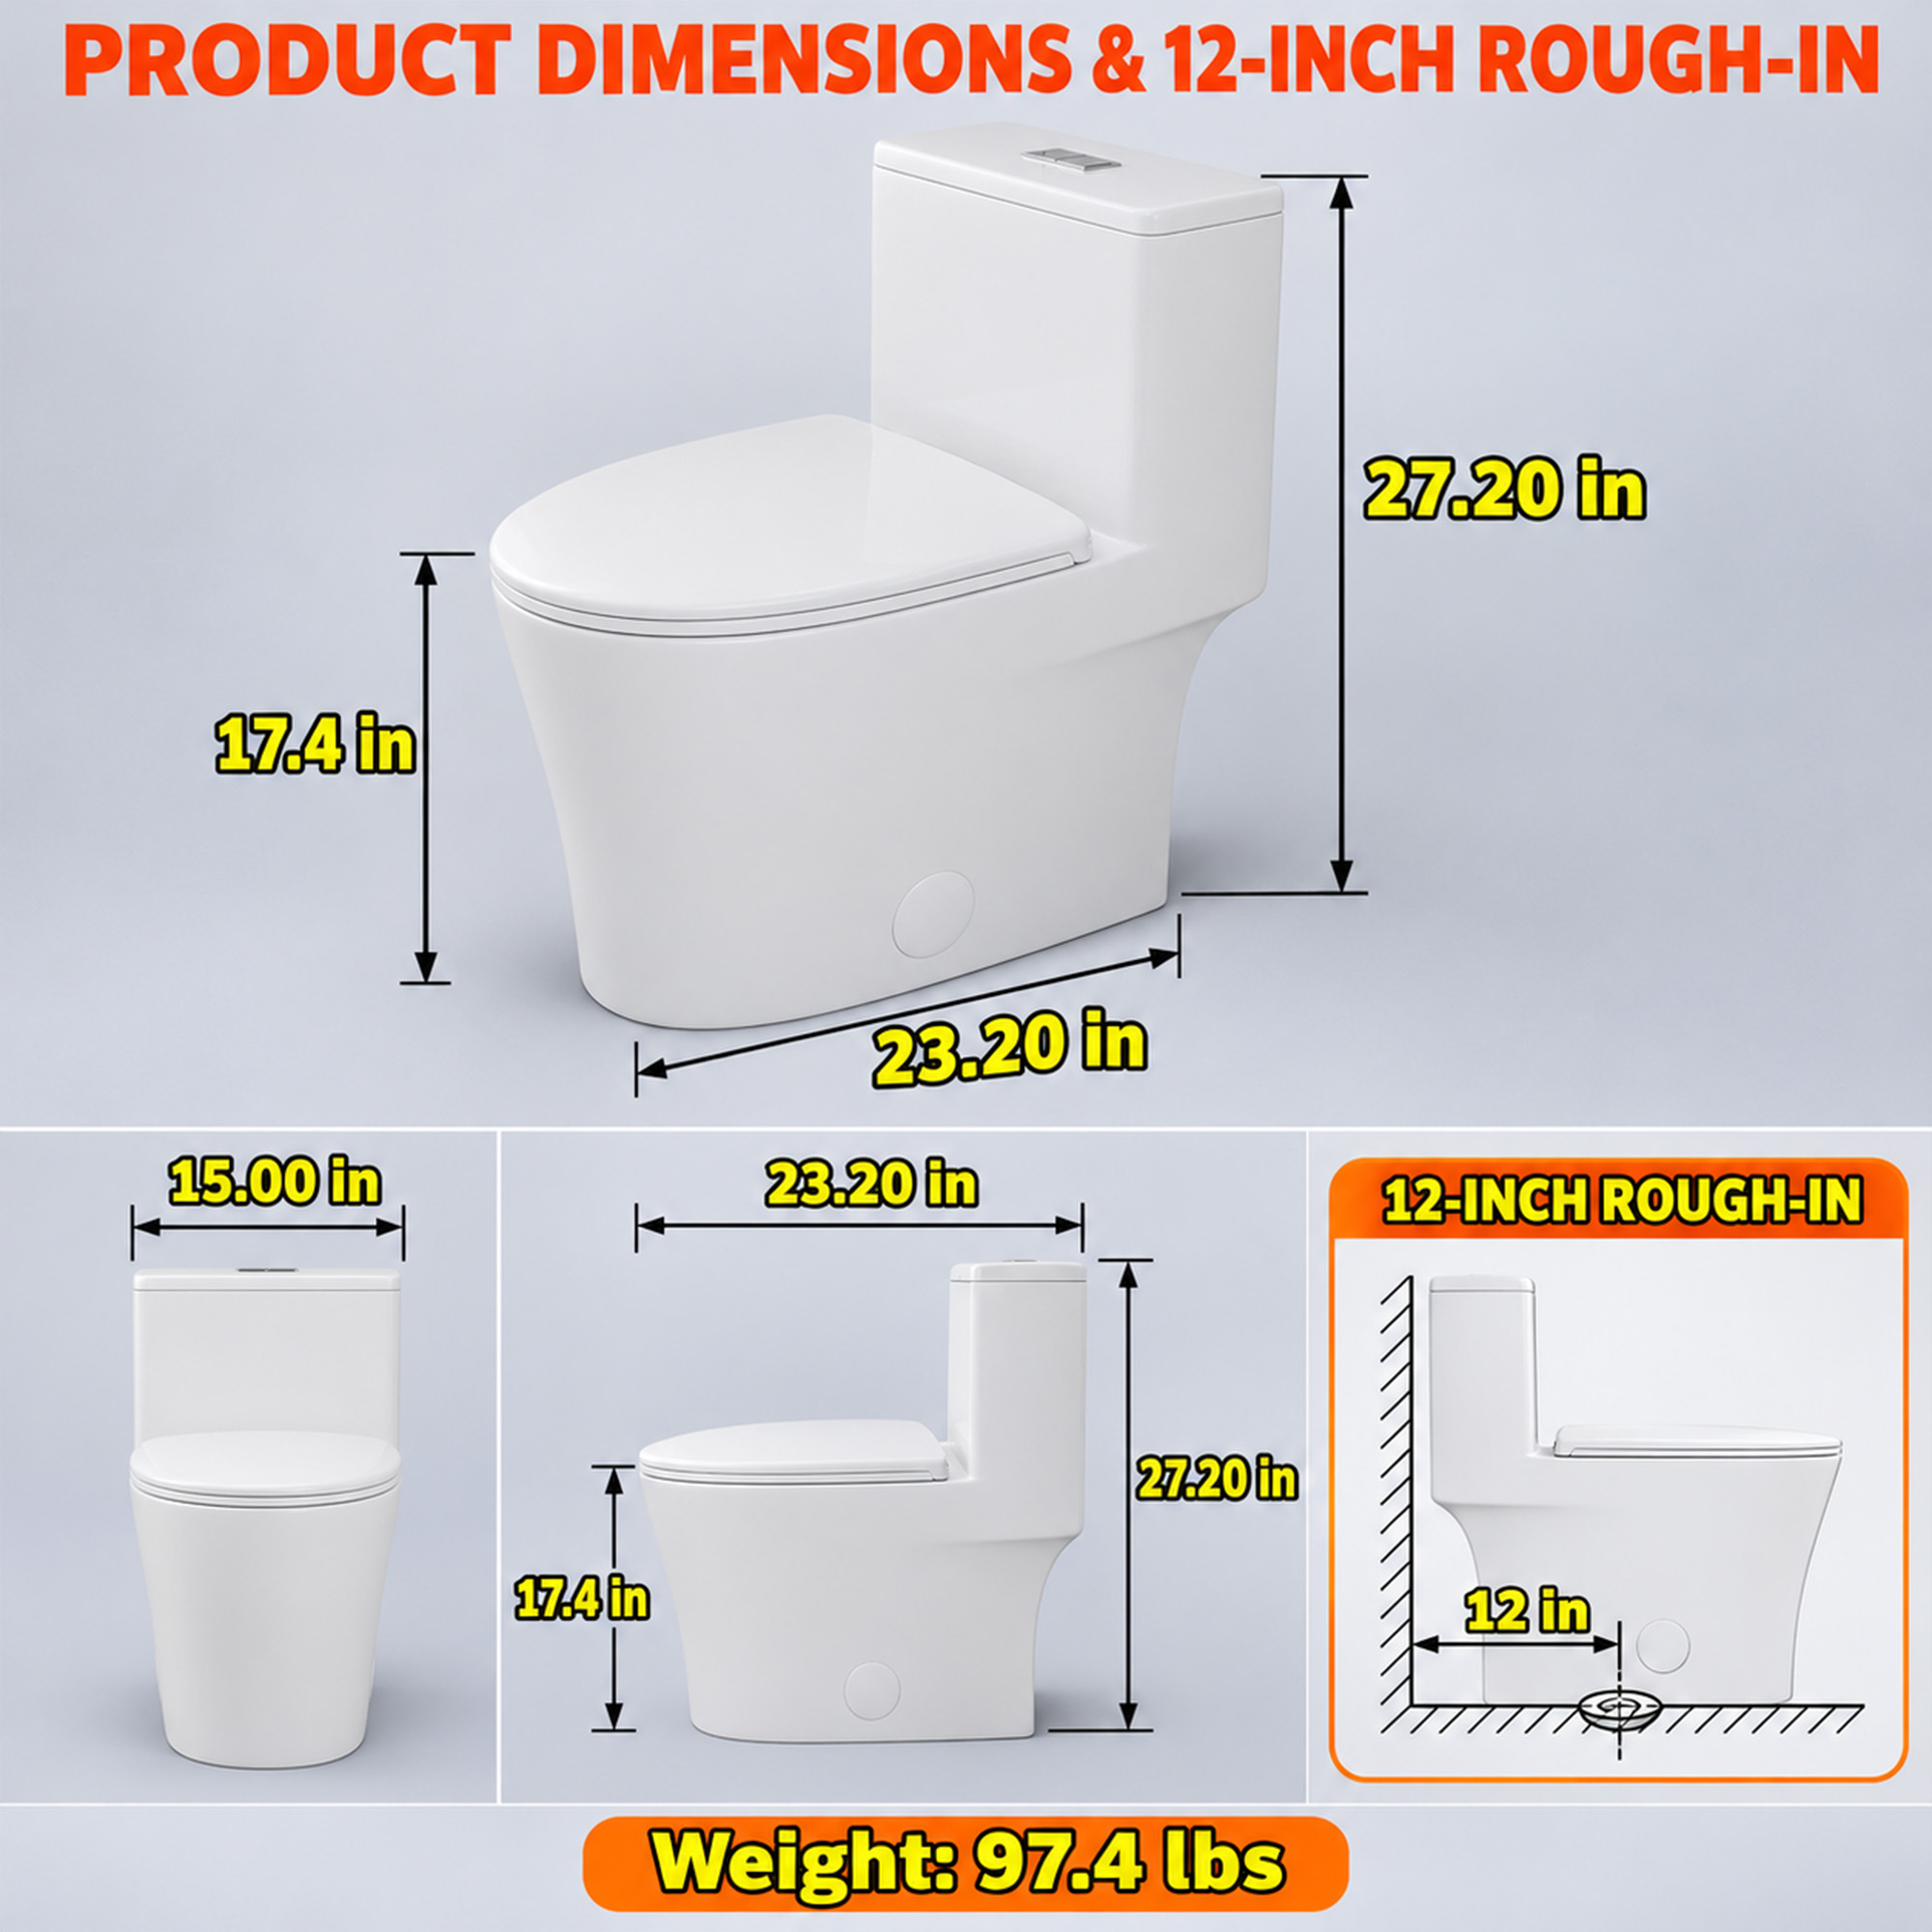 PRODUCT DIMENSIONS & 12-INCH ROUGH-IN
27.20 in
17.4 in
23.20 in
15.00 in
23.20 in
12-INCH ROUGH-IN
27.20 in
17.4 in
12 in
Weight: 97.4 lbs